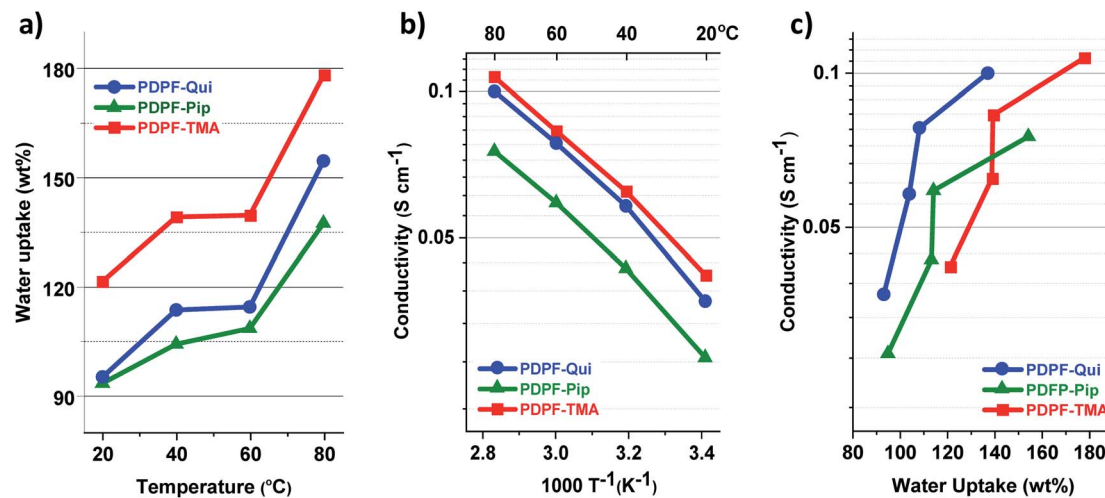 a)
180
150
120
90
Water uptake (wt%)
PDPF-Qui
PDPF-Pip
PDPF-TMA
20
40
60
80
Temperature (°C)
b)
80
60
40
20°C
0.1
0.05
Conductivity (S cm⁻¹)
PDPF-Qui
PDPF-Pip
PDPF-TMA
2.8
3.0
3.2
3.4
1000 T⁻¹(K⁻¹)
c)
0.1
0.05
Conductivity (S cm⁻¹)
PDPF-Qui
PDFP-Pip
PDPF-TMA
80
100
120
140
160
180
Water Uptake (wt%)